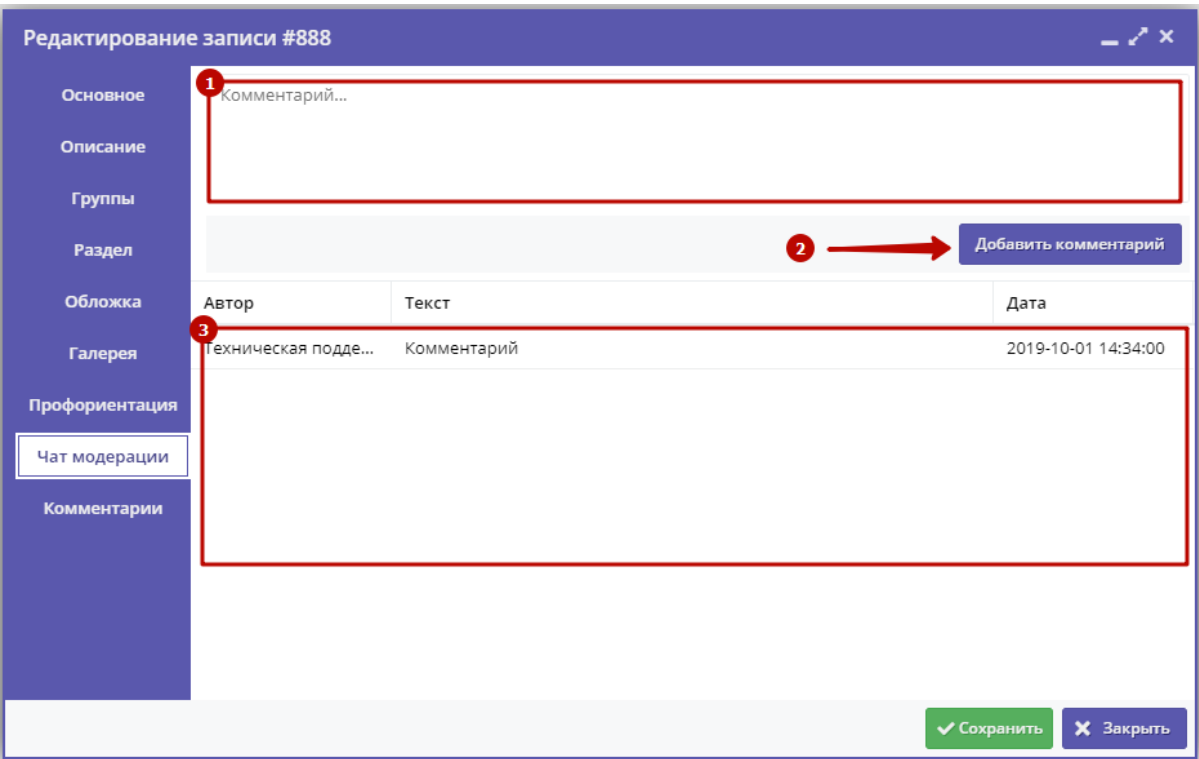 Редактирование записи #888
Основное
Описание
Группы
Раздел
Обложка
Галерея
Профориентация
Чат модерации
Комментарии
1
Комментарий...
2
Добавить комментарий
Автор Текст Дата
3
Техническая подде... Комментарий 2019-10-01 14:34:00
Сохранить Закрыть